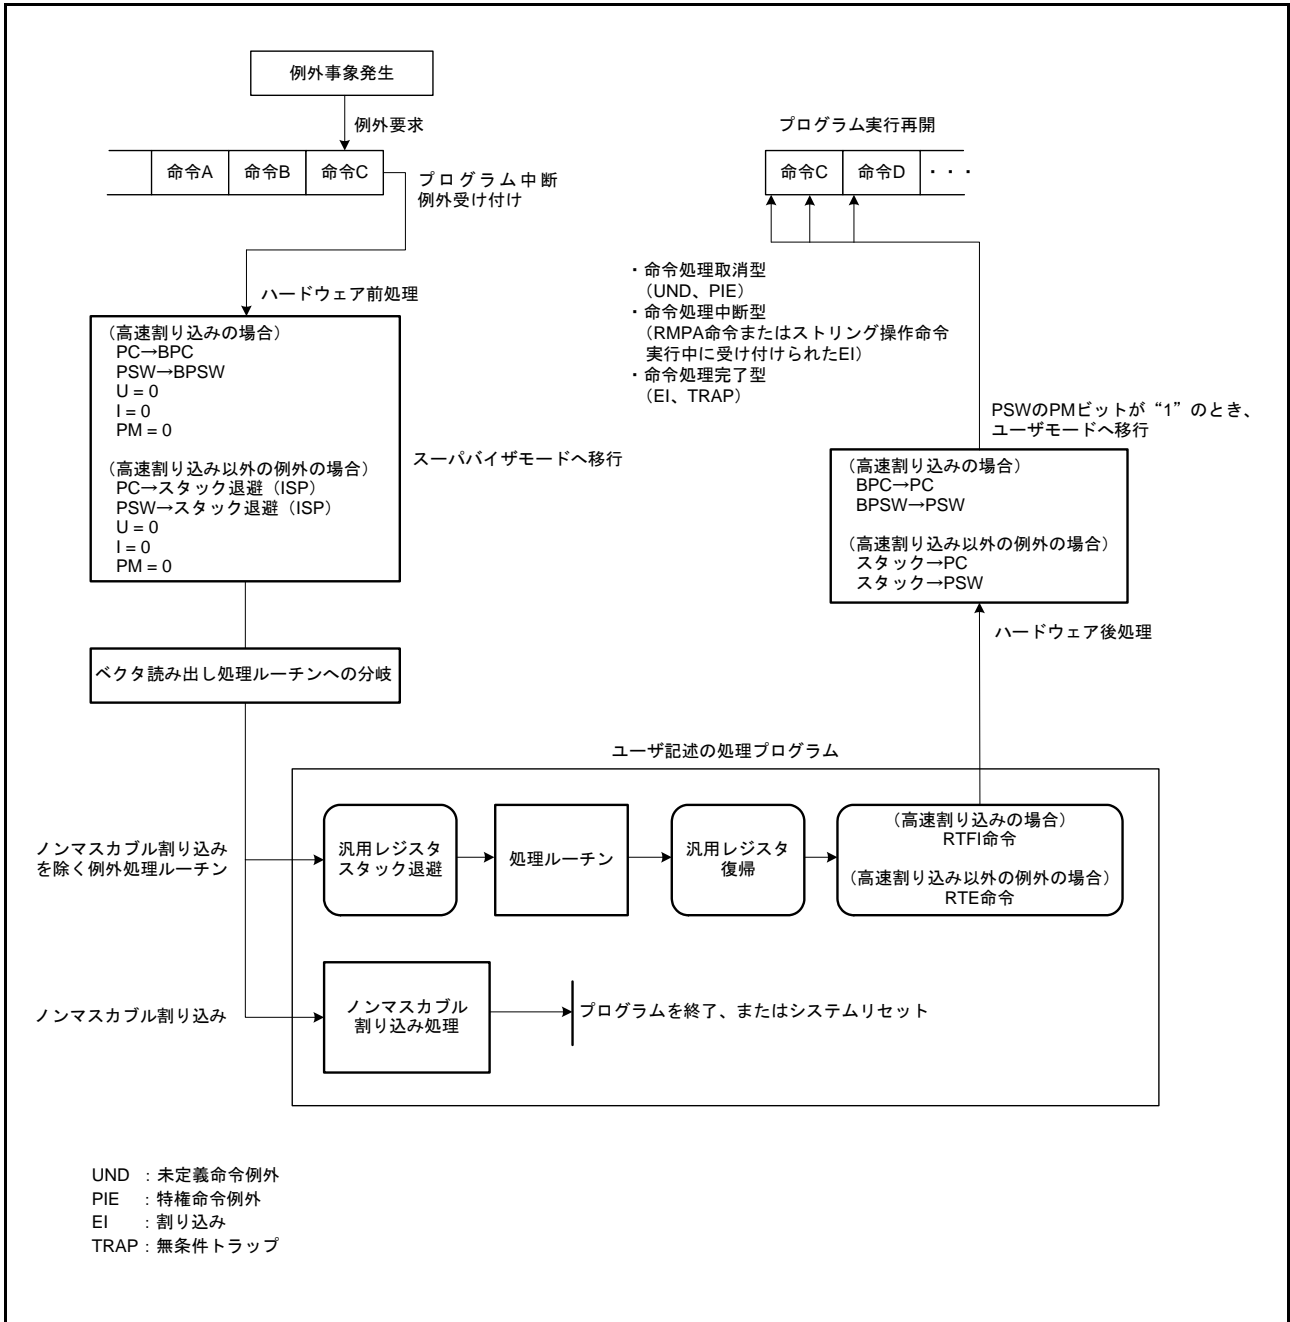 例外事象発生
例外要求
命令A
命令B
命令C
プログラム中断
例外受け付け
ハードウェア前処理
(高速割り込みの場合)
PC→BPC
PSW→BPSW
U = 0
I = 0
PM = 0
(高速割り込み以外の例外の場合)
PC→スタック退避(ISP)
PSW→スタック退避(ISP)
U = 0
I = 0
PM = 0
スーパバイザモードへ移行
ベクタ読み出し処理ルーチンへの分岐
プログラム実行再開
命令C
命令D
・・・
・命令処理取消型
(UND、PIE)
・命令処理中断型
(RMPA命令またはストリング操作命令
実行中に受け付けられたEI)
・命令処理完了型
(EI、TRAP)
PSWのPMビットが“1”のとき、
ユーザモードへ移行
(高速割り込みの場合)
BPC→PC
BPSW→PSW
(高速割り込み以外の例外の場合)
スタック→PC
スタック→PSW
ハードウェア後処理
ユーザ記述の処理プログラム
ノンマスカブル割り込み
を除く例外処理ルーチン
汎用レジスタ
スタック退避
処理ルーチン
汎用レジスタ
復帰
(高速割り込みの場合)
RTFI命令
(高速割り込み以外の例外の場合)
RTE命令
ノンマスカブル割り込み
ノンマスカブル
割り込み処理
プログラムを終了、またはシステムリセット
UND :未定義命令例外
PIE :特権命令例外
EI :割り込み
TRAP:無条件トラップ